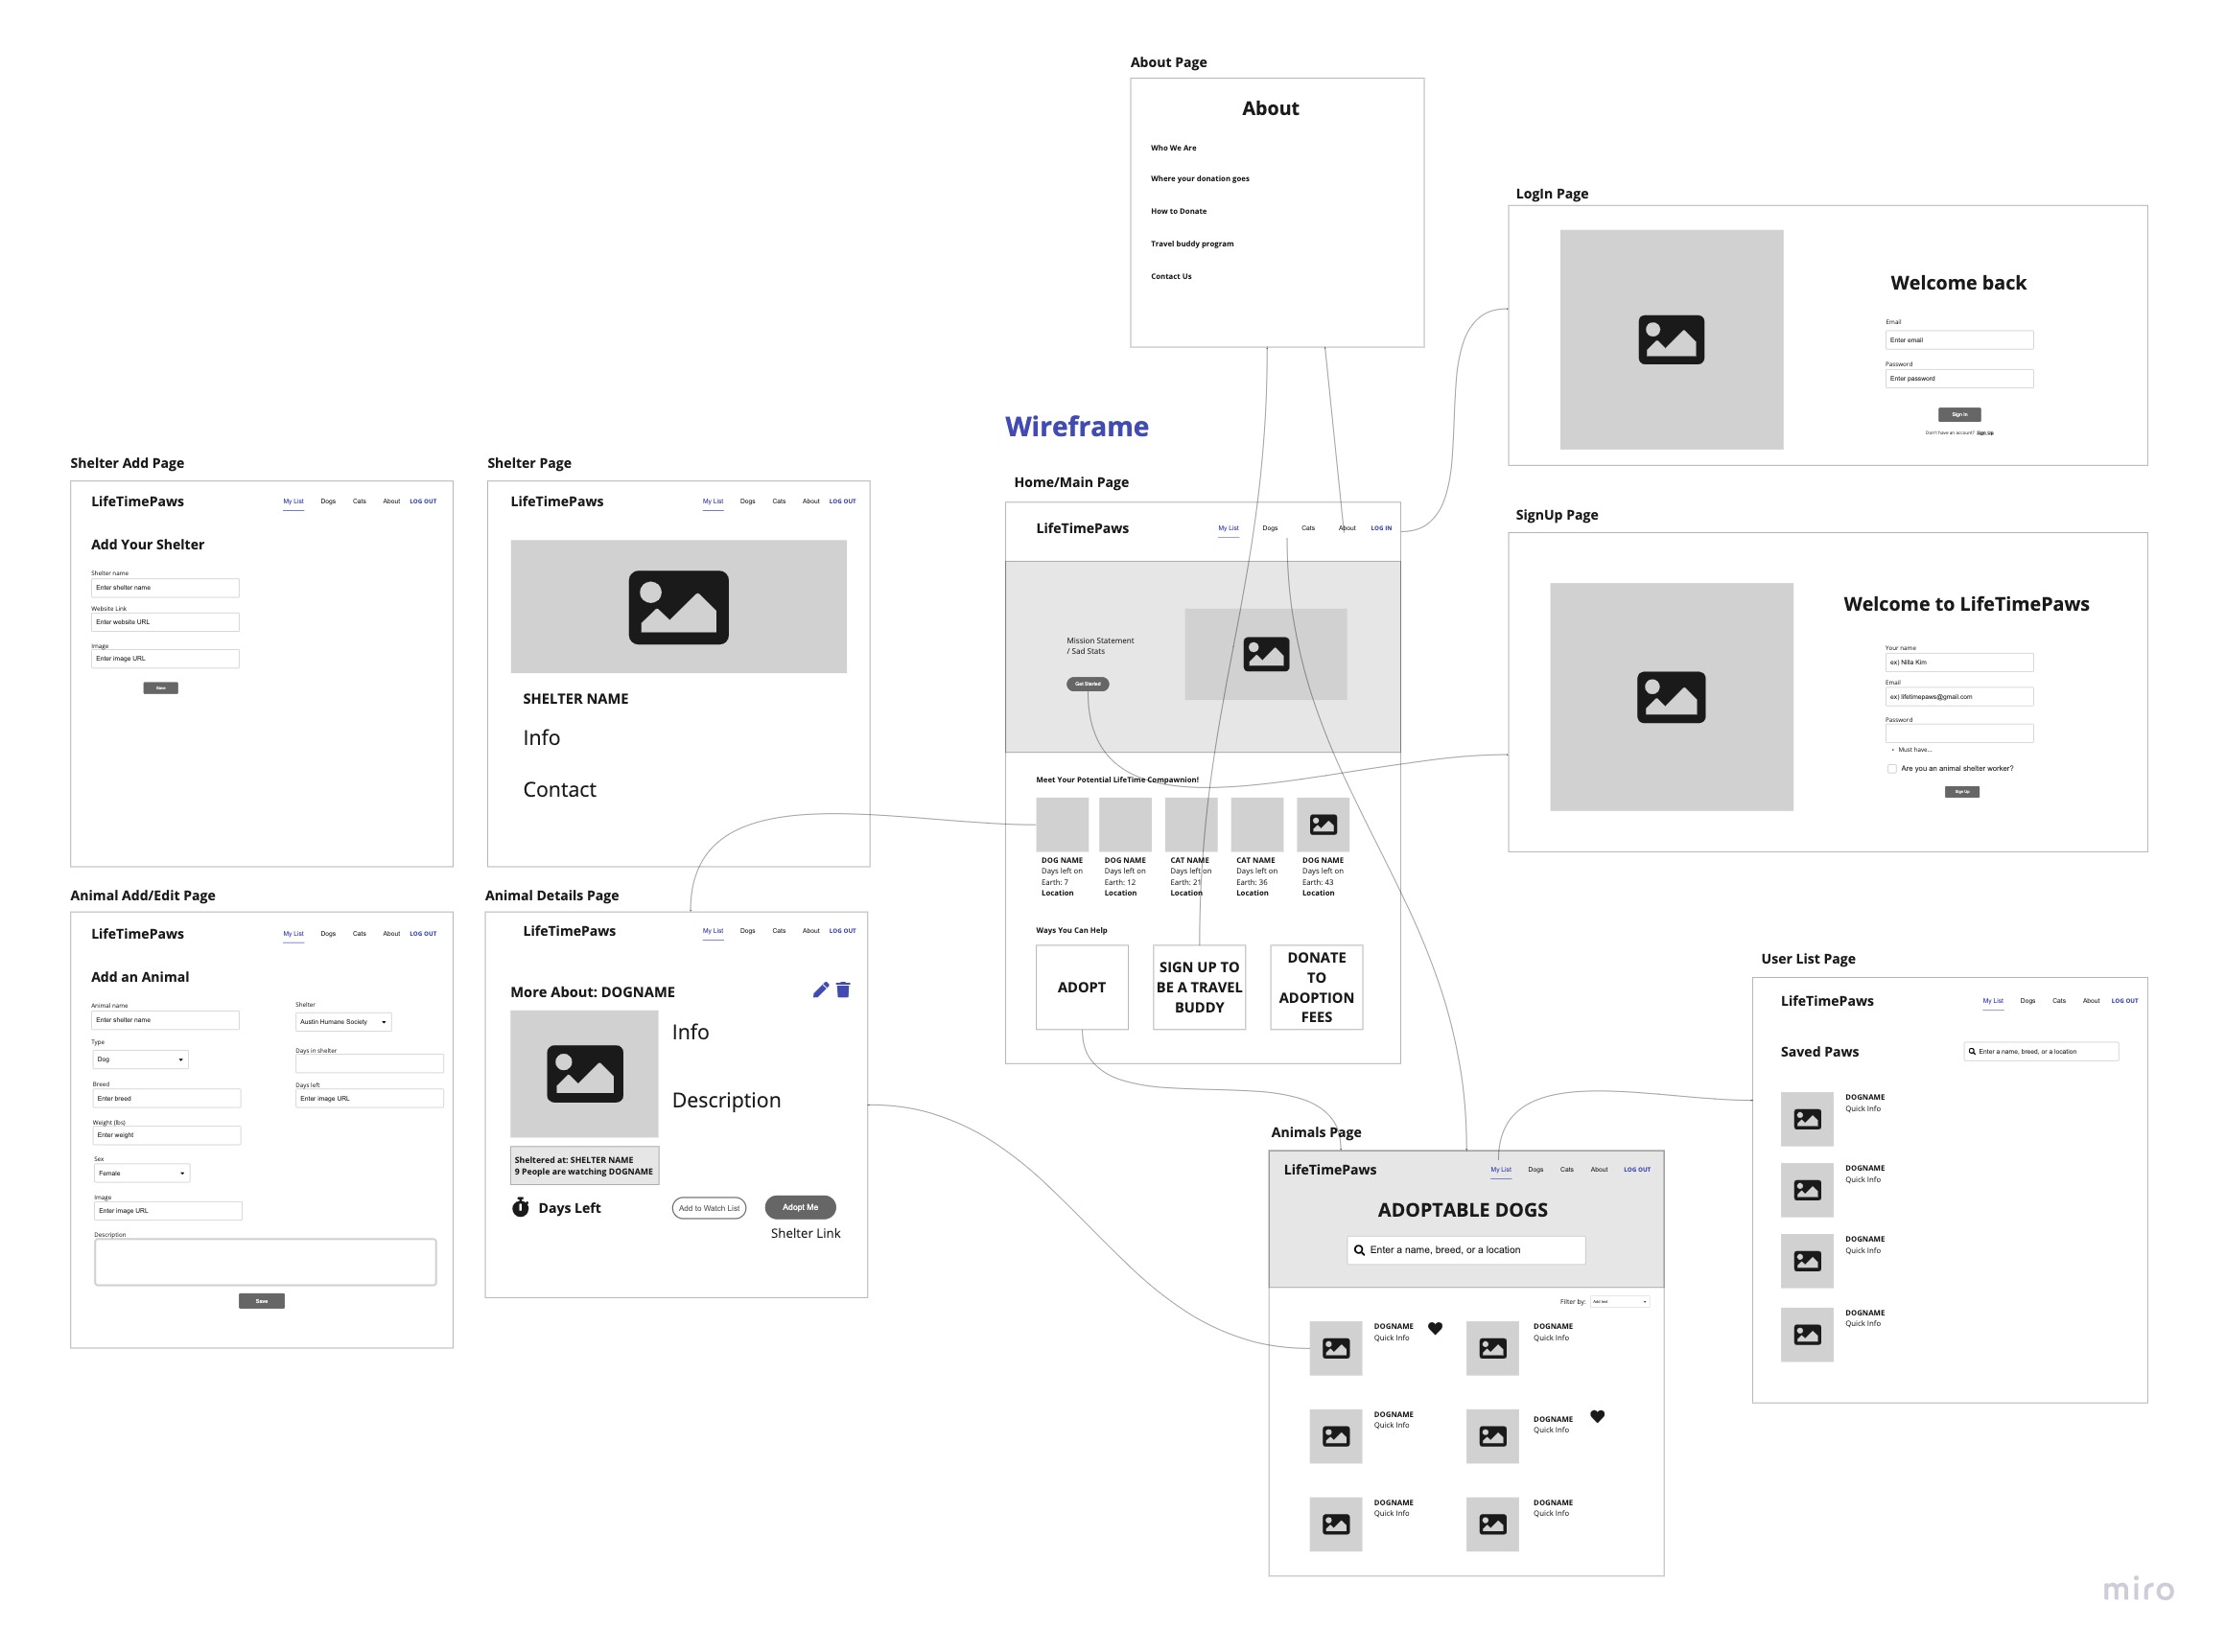 About Page
About
Who We Are
Where your donation goes
How to Donate
Travel buddy program
Contact Us
LogIn Page
Welcome back
Email
Enter email
Password
Enter password
Sign in
Don't have an account? Sign Up
Wireframe
Shelter Add Page
LifeTimePaws
My List Dogs Cats About LOG OUT
Add Your Shelter
Shelter name
Enter shelter name
Website Link
Enter website URL
Image
Enter image URL
Save
Shelter Page
LifeTimePaws
My List Dogs Cats About LOG OUT
SHELTER NAME
Info
Contact
Home/Main Page
LifeTimePaws
My List Dogs Cats About LOG IN
Mission Statement
/ Sad Stats
Get Started
Meet Your Potential LifeTime Compawnion!
DOG NAME
Days left on
Earth: 7
Location
DOG NAME
Days left on
Earth: 12
Location
CAT NAME
Days left on
Earth: 21
Location
CAT NAME
Days left on
Earth: 36
Location
DOG NAME
Days left on
Earth: 43
Location
Ways You Can Help
ADOPT
SIGN UP TO
BE A TRAVEL
BUDDY
DONATE
TO
ADOPTION
FEES
SignUp Page
Welcome to LifeTimePaws
Your name
ex) Nilla Kim
Email
ex) lifetimepaws@gmail.com
Password
Must have...
Are you an animal shelter worker?
Sign Up
Animal Add/Edit Page
LifeTimePaws
My List Dogs Cats About LOG OUT
Add an Animal
Animal name
Enter shelter name
Type
Dog
Breed
Enter breed
Weight (lbs)
Enter weight
Sex
Female
Image
Enter image URL
Description
Save
Shelter
Austin Humane Society
Days in shelter
Days left
Enter image URL
Animal Details Page
LifeTimePaws
My List Dogs Cats About LOG OUT
More About: DOGNAME
Info
Description
Sheltered at: SHELTER NAME
9 People are watching DOGNAME
Days Left
Add to Watch List
Adopt Me
Shelter Link
Animals Page
LifeTimePaws
My List Dogs Cats About LOG OUT
ADOPTABLE DOGS
Enter a name, breed, or a location
Filter by: Add text
DOGNAME
Quick Info
DOGNAME
Quick Info
DOGNAME
Quick Info
DOGNAME
Quick Info
DOGNAME
Quick Info
DOGNAME
Quick Info
User List Page
LifeTimePaws
My List Dogs Cats About LOG OUT
Saved Paws
Enter a name, breed, or a location
DOGNAME
Quick Info
DOGNAME
Quick Info
DOGNAME
Quick Info
DOGNAME
Quick Info
miro